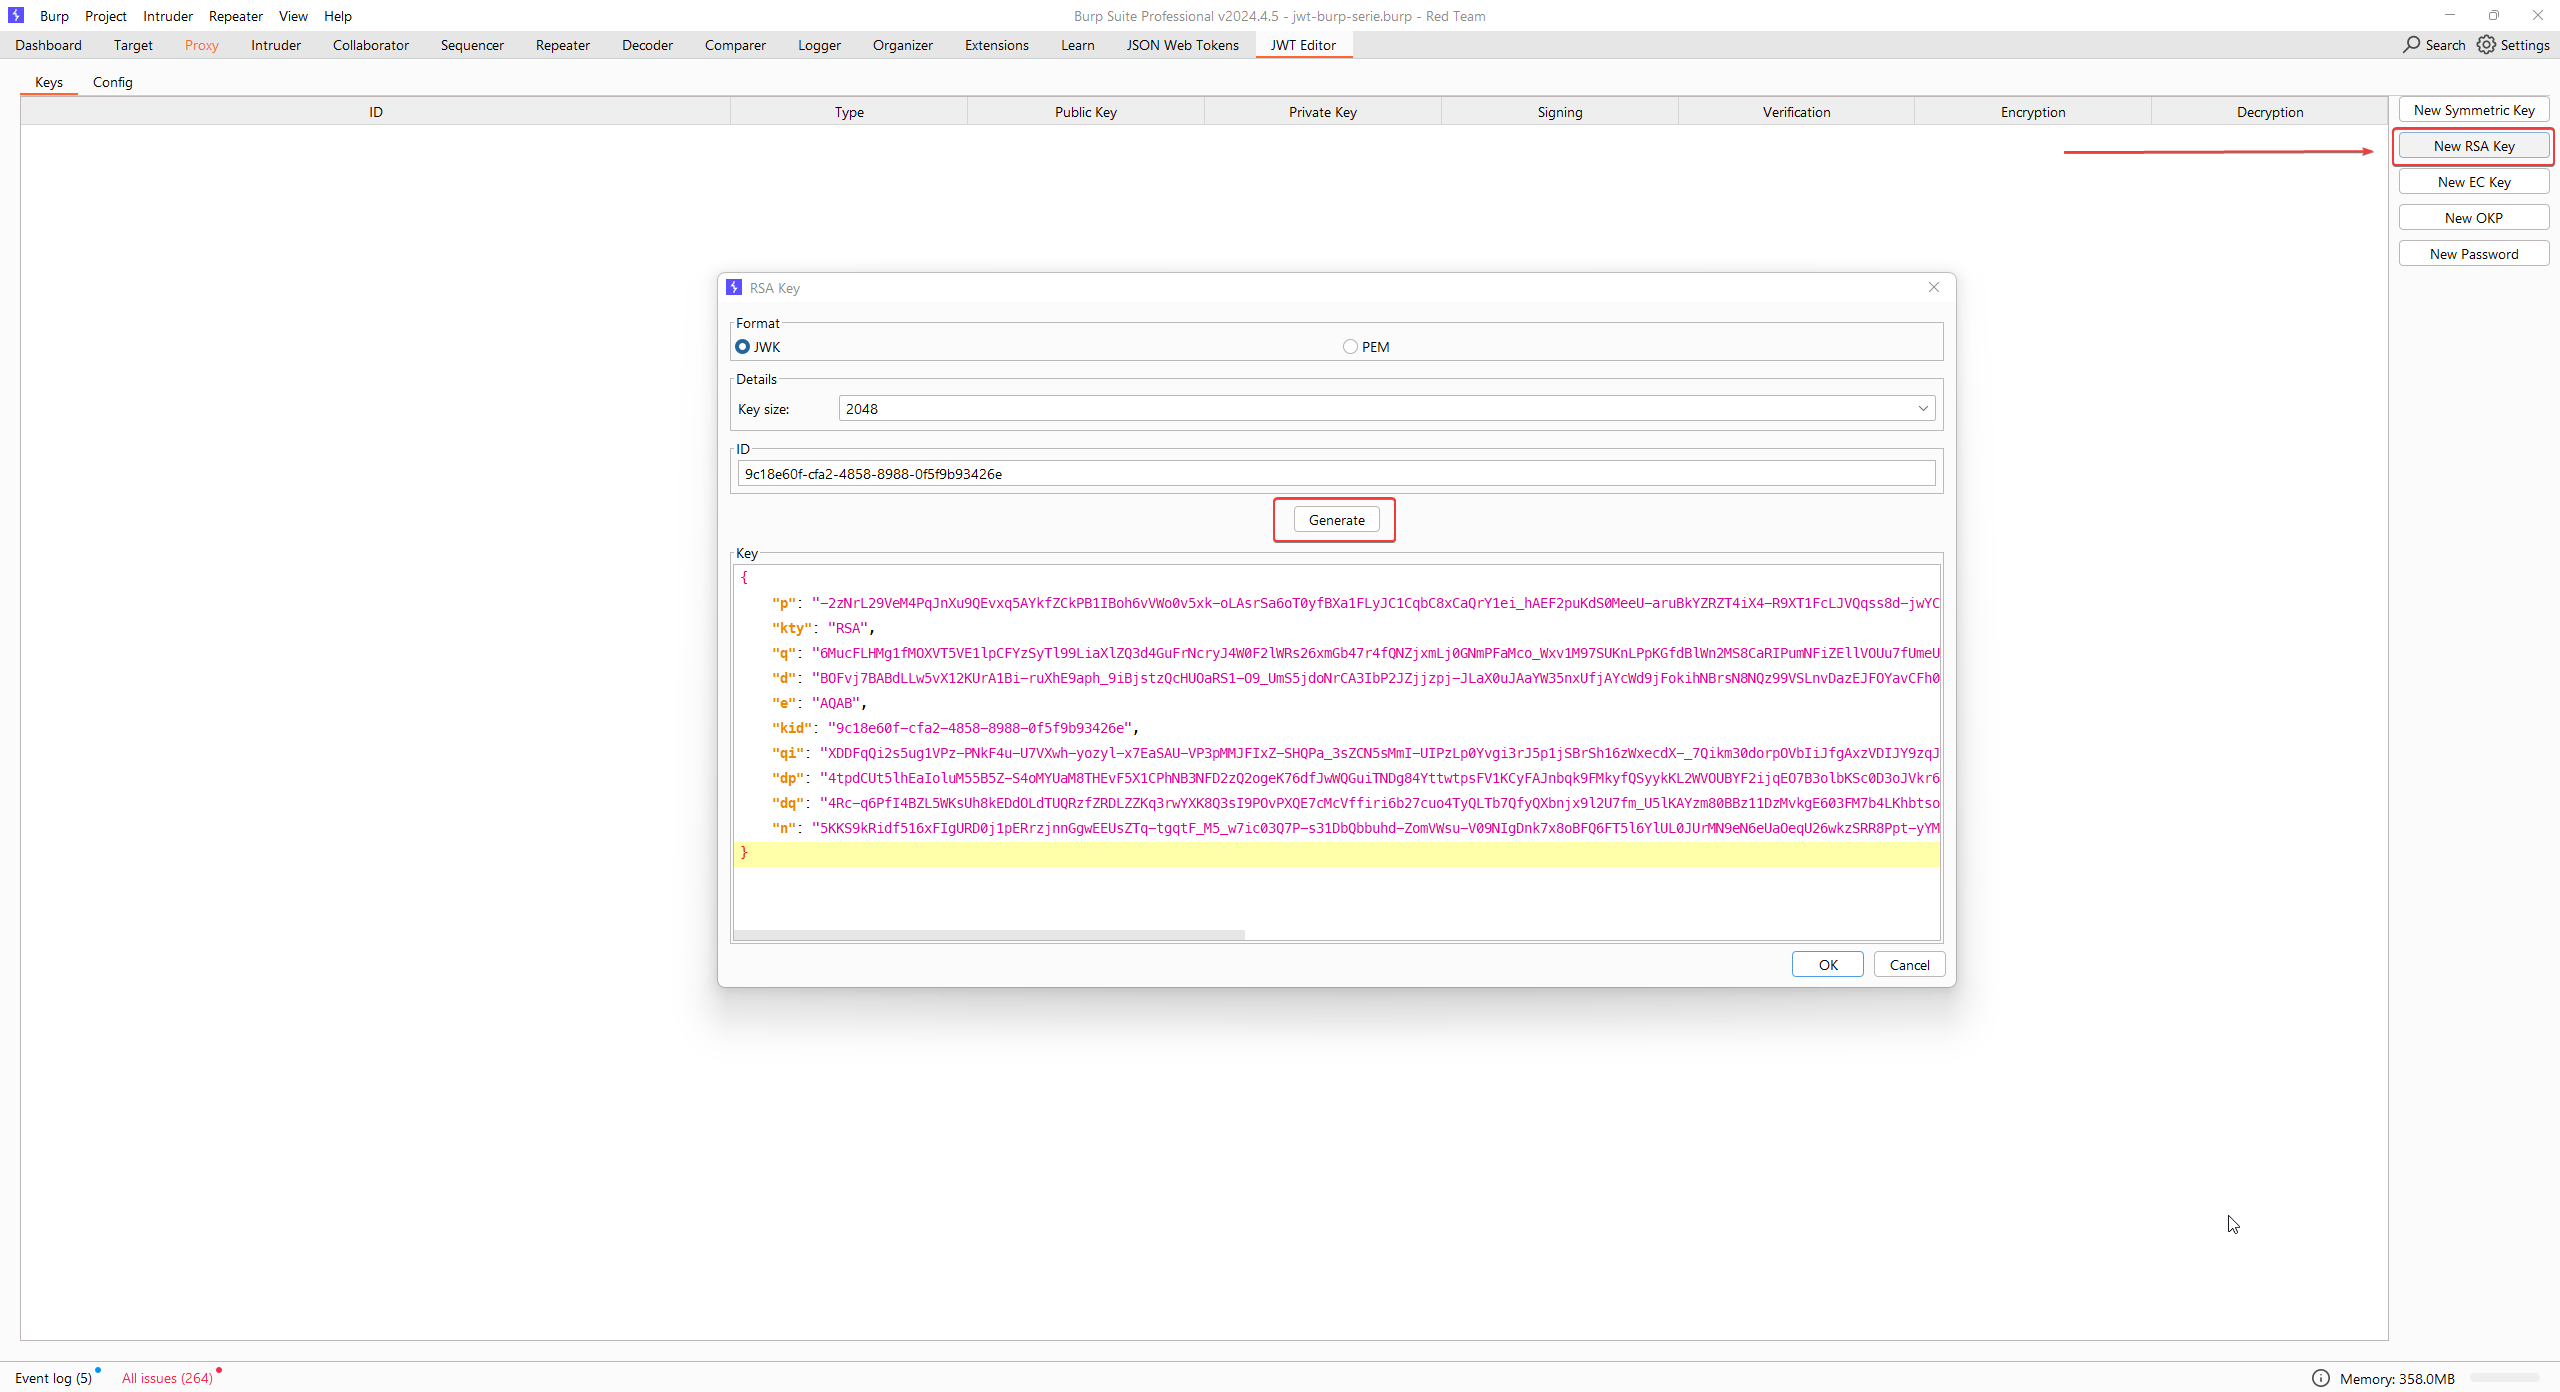 Burp Project Intruder Repeater View Help
Burp Suite Professional v2024.4.5 - jwt-burp-serie.burp - Red Team
Dashboard Target Proxy Intruder Collaborator Sequencer Repeater Decoder Comparer Logger Organizer Extensions Learn JSON Web Tokens JWT Editor Search Settings
Keys Config
ID Type Public Key Private Key Signing Verification Encryption Decryption
New Symmetric Key
New RSA Key
New EC Key
New OKP
New Password
RSA Key
Format
JWK PEM
Details
Key size: 2048
ID
9c18e60f-cfa2-4858-8988-0f5f9b93426e
Generate
Key
{
"p": "-2zNrL29VeM4PqJnXu9QEvxq5AYkfZCkPB1IBoh6vVWo0v5xk-oLAsrSa6oT0yfBXa1FLyJC1CqbC8xCaQrY1ei_hAEF2puKdS0MeeU-aruBkYZRZT4iX4-R9XT1FcLJVQqss8d-jwYC
"kty": "RSA",
"q": "6MucFLHMg1fMOXVT5VE1lpCFYzSyTl99LiaXlZQ3d4GuFrNcryJ4W0F2lWRs26xmGb47r4fQNZjxmLj0GNmPFaMco_Wxv1M97SUKnLPpKGfdBlWn2MS8CaRIPumNFiZEllVOUu7fUmeU
"d": "BOFvj7BABdLLw5vX12KUrA1Bi-ruXhE9aph_9iBjstzQcHUOaRS1-O9_UmS5jdoNrCA3IbP2JZjjzpj-JLaX0uJAaYW35nxUfjAYcWd9jFokihNBrsN8NQz99VSLnvDazEJFOYavCFh0
"e": "AQAB",
"kid": "9c18e60f-cfa2-4858-8988-0f5f9b93426e",
"qi": "XDDFqQi2s5ug1VPz-PNkF4u-U7VXwh-yozyl-x7EaSAU-VP3pMMJFIxZ-SHQPa_3sZCN5sMmI-UIPzLp0Yvgi3rJ5p1jSBrSh16zWxecdX-_7Qikm30dorpOVbIiJfgAxzVDIJY9zqJ
"dp": "4tpdCUt5lhEaIoluM55B5Z-S4oMYUaM8THEvF5X1CPhNB3NFD2zQ2ogeK76dfJwWQGuiTNDg84YttwtpsFV1KCyFAJnbqk9FMkyfQSyykKL2WVOUBYF2ijqEO7B3olbKSc0D3oJVkr6
"dq": "4Rc-q6PfI4BZL5WKsUh8kEDdOLdTUQRzfZRDLZZKq3rwYXK8Q3sI9POvPXQE7cMcVffiri6b27cuo4TyQLTb7QfyQXbnjx9l2U7fm_U5lKAYzm80BBz11DzMvkgE603FM7b4LKhbtso
"n": "5KKS9kRidf516xFIgURD0j1pERrzjnnGgwEEUsZTq-tgqtF_M5_w7ic03Q7P-s31DbQbbuhd-ZomVWsu-V09NIgDnk7x8oBFQ6FT5l6YlUL0JUrMN9eN6eUaOeqU26wkzSRR8Ppt-yYM
}
OK Cancel
Event log (5) All issues (264) Memory: 358.0MB